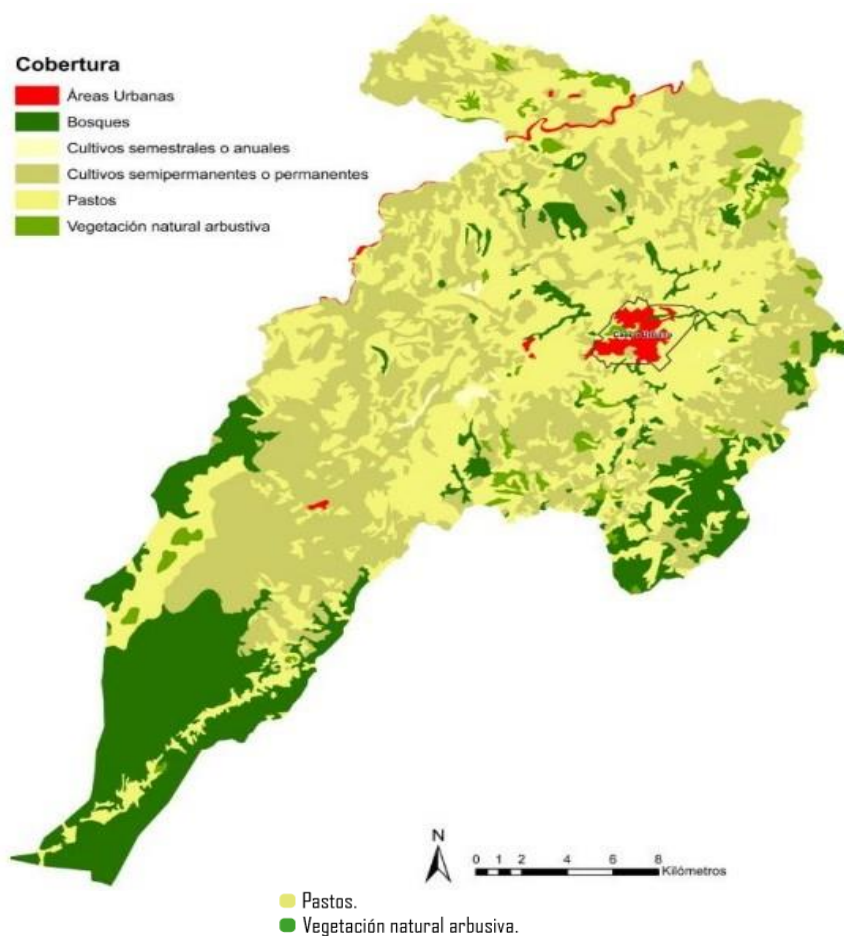 Cobertura
Áreas Urbanas
Bosques
Cultivos semestrales o anuales
Cultivos semipermanentes o permanentes
Pastos
Vegetación natural arbustiva
N
0 1 2 4 6 8
Kilómetros
Pastos.
Vegetación natural arbusiva.